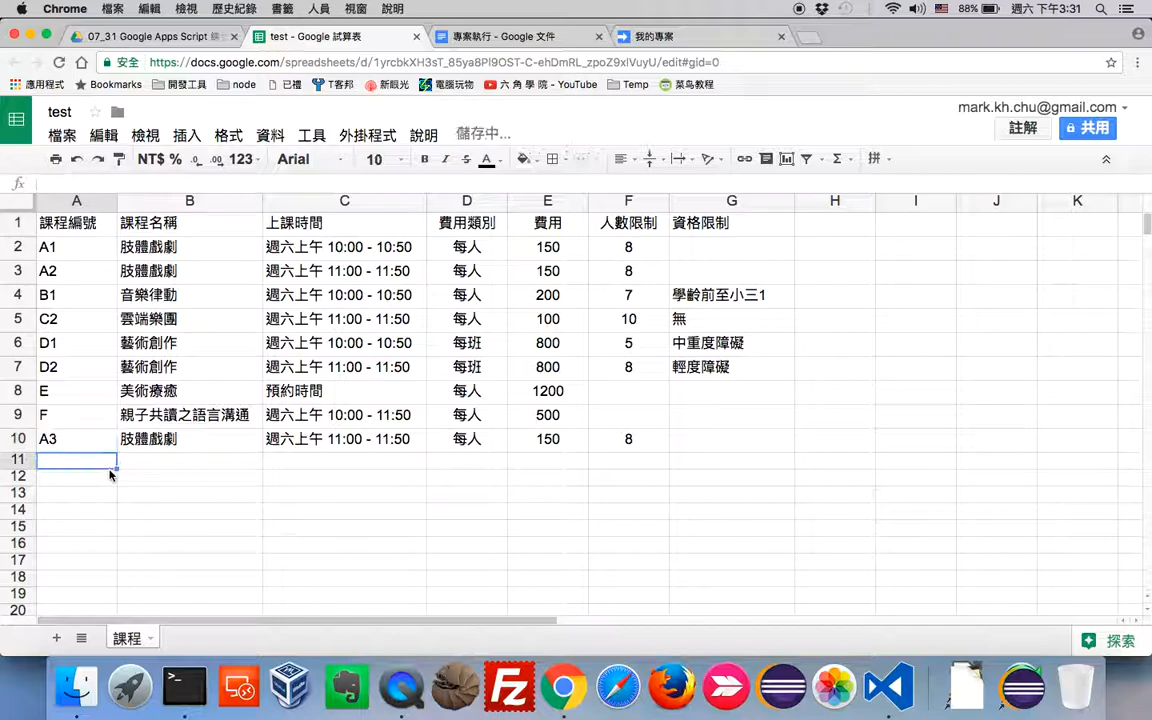 Chrome 檔案 編輯 檢視 歷史紀錄 書籤 人員 視窗 說明 88% 週六 下午3:31
07_31 Google Apps Script 綜 test - Google 試算表 專案執行 - Google 文件 我的專案
安全 https://docs.google.com/spreadsheets/d/1yrcbkXH3sT_85ya8Pl9OST-C-ehDmRL_zpoZ9xlVuyU/edit#gid=0
應用程式 Bookmarks 開發工具 node 已禮 T客邦 新眼光 電腦玩物 六 角 學 院 - YouTube Temp 菜鸟教程
test mark.kh.chu@gmail.com
檔案 編輯 檢視 插入 格式 資料 工具 外掛程式 說明 儲存中... 註解 共用
NT$ % .0 .00 123 Arial 10 B I S A Σ 拼
fx
A B C D E F G H I J K
1 課程編號 課程名稱 上課時間 費用類別 費用 人數限制 資格限制
2 A1 肢體戲劇 週六上午 10:00 - 10:50 每人 150 8
3 A2 肢體戲劇 週六上午 11:00 - 11:50 每人 150 8
4 B1 音樂律動 週六上午 10:00 - 10:50 每人 200 7 學齡前至小三1
5 C2 雲端樂團 週六上午 11:00 - 11:50 每人 100 10 無
6 D1 藝術創作 週六上午 10:00 - 10:50 每班 800 5 中重度障礙
7 D2 藝術創作 週六上午 11:00 - 11:50 每班 800 8 輕度障礙
8 E 美術療癒 預約時間 每人 1200
9 F 親子共讀之語言溝通 週六上午 10:00 - 11:50 每人 500
10 A3 肢體戲劇 週六上午 11:00 - 11:50 每人 150 8
11
12
13
14
15
16
17
18
19
20
課程 探索